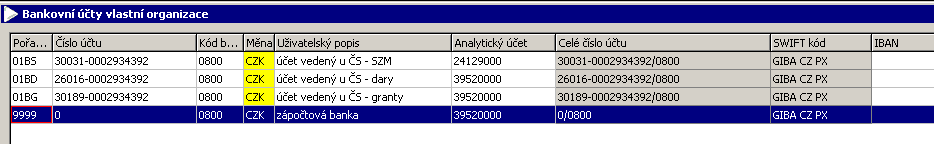 Bankovní účty vlastní organizace
Pořa... Číslo účtu Kód b... Měna Uživatelský popis Analytický účet Celé číslo účtu SWIFT kód IBAN
01BS 30031-0002934392 0800 CZK účet vedený u ČS - SZM 24129000 30031-0002934392/0800 GIBA CZ PX
01BD 26016-0002934392 0800 CZK účet vedený u ČS - dary 39520000 26016-0002934392/0800 GIBA CZ PX
01BG 30189-0002934392 0800 CZK účet vedený u ČS - granty 39520000 30189-0002934392/0800 GIBA CZ PX
9999 0 0800 CZK zápočtová banka 39520000 0/0800 GIBA CZ PX